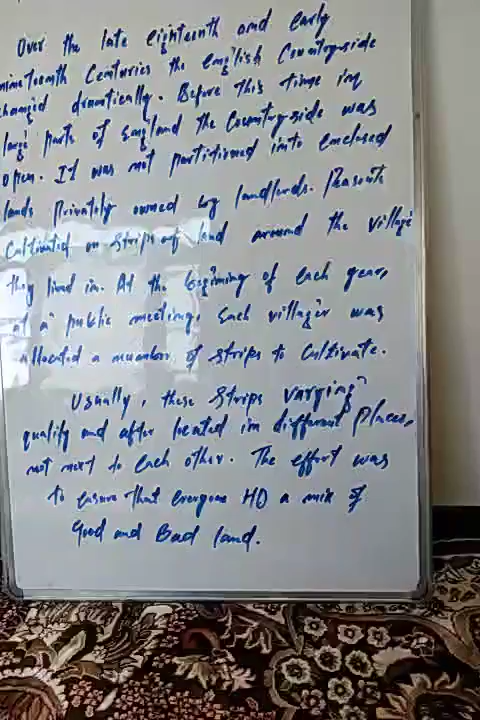 Over the late eighteenth and early
nineteenth Centuries the english Countryside
changed dramatically. Before this time in
large parts of England the Countryside was
open. It was not partitioned into enclosed
lands Privately owned by landlords. Peasents
Cultivated on strips of land around the village
they lived in. At the beginning of each year,
at a public meeting, each villager was
allocated a number of strips to Cultivate.
Usually, these strips varying
quality and after located in different Places,
not next to each other. The effort was
to ensure that everyone HD a mix of
Good and Bad land.